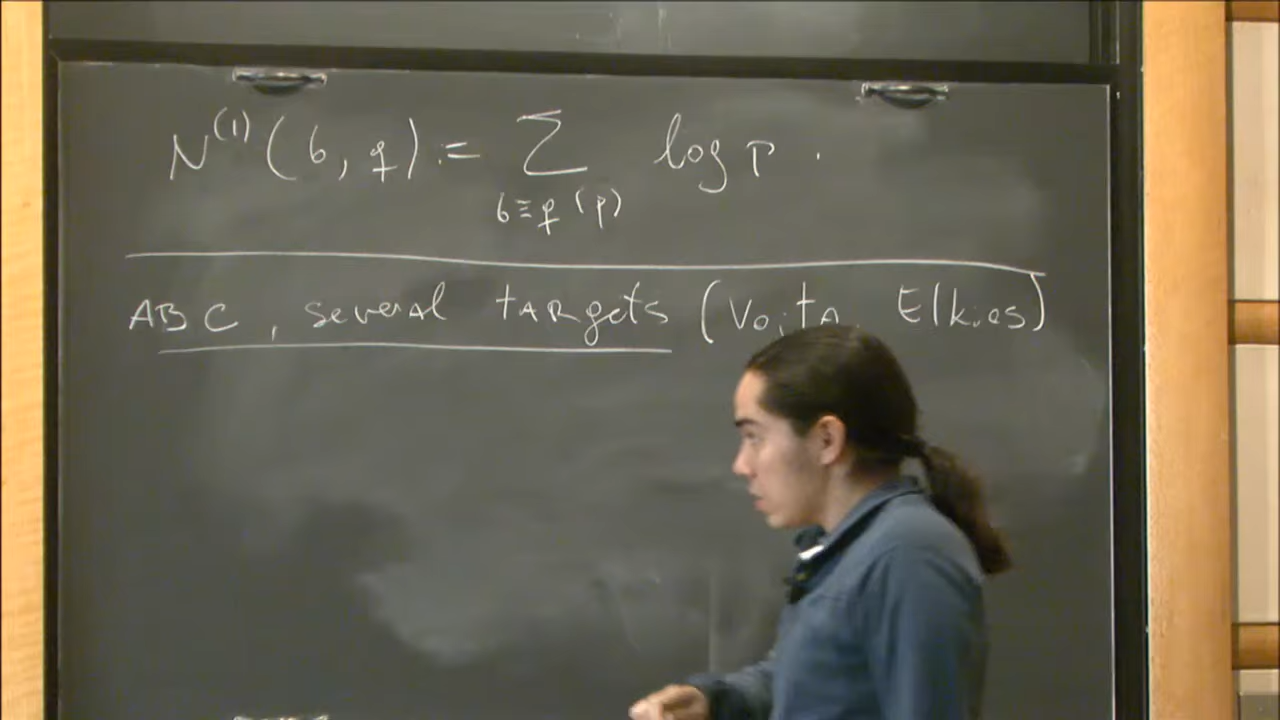 N^{(1)}(b, q) := ∑_{b≡q (p)} log p.
ABC, several targets (Vojta, Elkies)